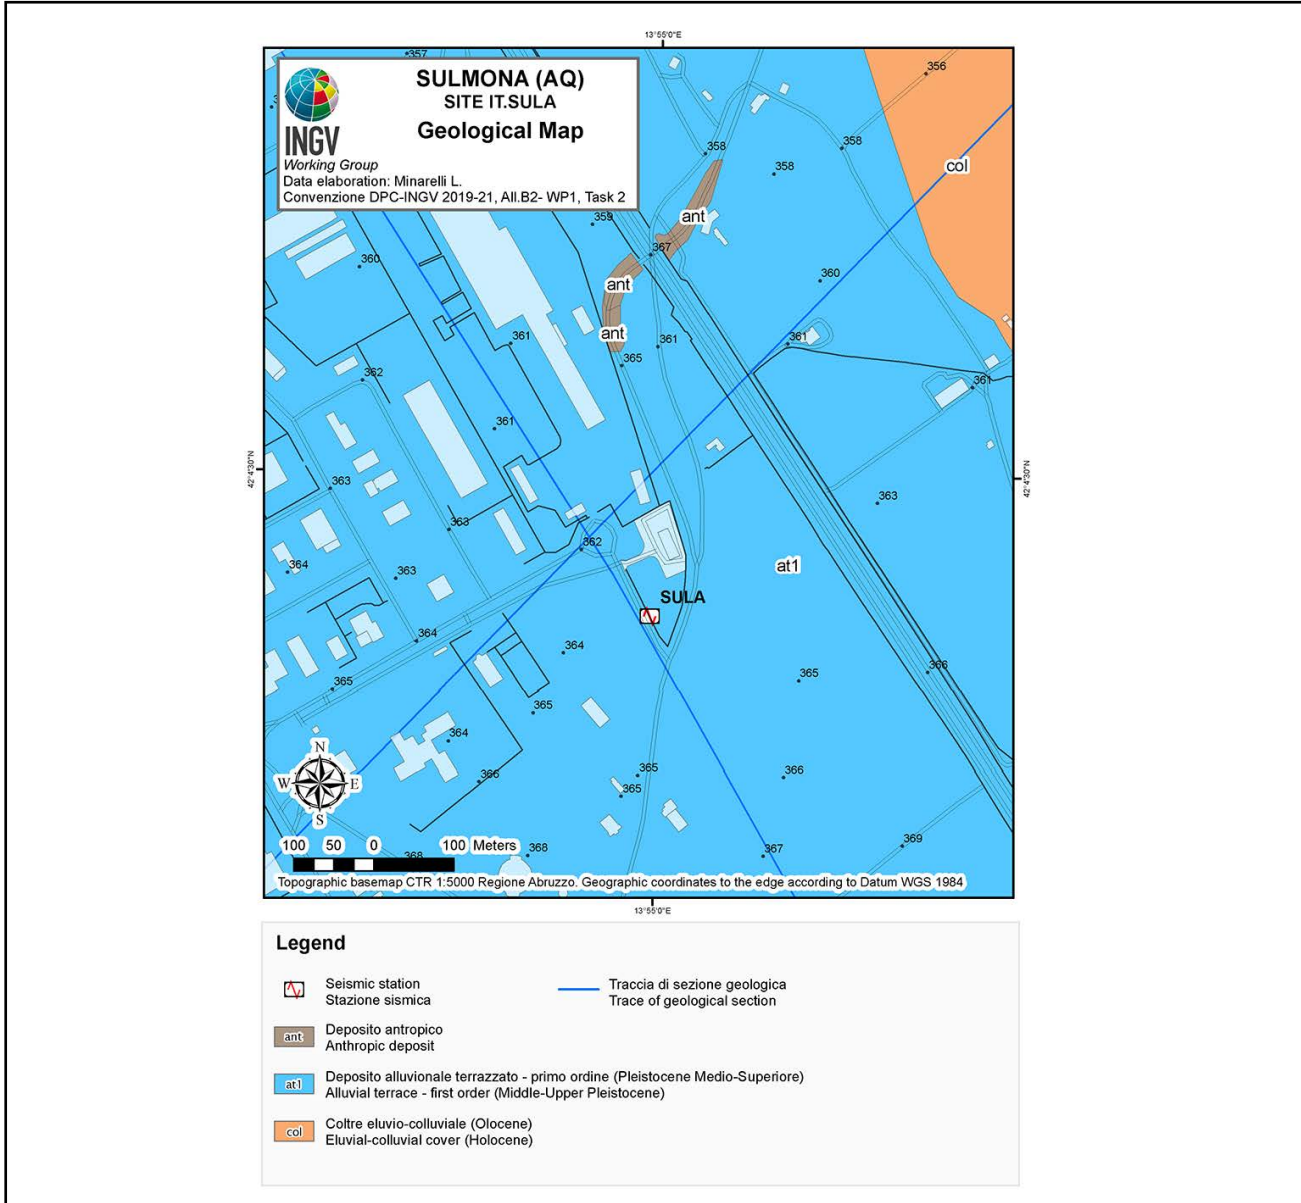 13°55'0"E
SULMONA (AQ)
SITE IT.SULA
Geological Map
INGV
Working Group
Data elaboration: Minarelli L.
Convenzione DPC-INGV 2019-21, All.B2- WP1, Task 2
357
356
358
358
358
col
359
ant
367
360
ant
360
ant
361
361
361
365
362
361
361
42°4'30"N
42°4'30"N
363
363
363
362
364
363
at1
SULA
364
364
366
365
365
365
364
366
365
366
365
N
W E
S
369
368
367
368
100 50 0 100 Meters
Topographic basemap CTR 1:5000 Regione Abruzzo. Geographic coordinates to the edge according to Datum WGS 1984
13°55'0"E
Legend
Seismic station
Stazione sismica
Traccia di sezione geologica
Trace of geological section
ant
Deposito antropico
Anthropic deposit
at1
Deposito alluvionale terrazzato - primo ordine (Pleistocene Medio-Superiore)
Alluvial terrace - first order (Middle-Upper Pleistocene)
col
Coltre eluvio-colluviale (Olocene)
Eluvial-colluvial cover (Holocene)